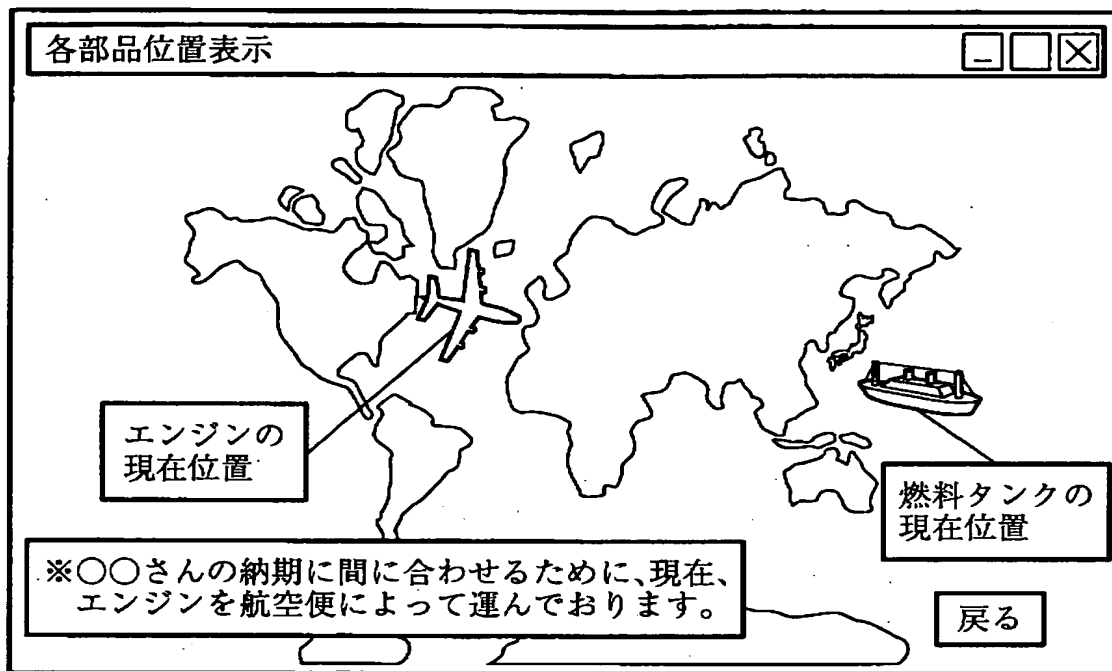 各部品位置表示
エンジンの
現在位置
燃料タンクの
現在位置
※○○さんの納期に間に合わせるために、現在、
エンジンを航空便によって運んでおります。
戻る